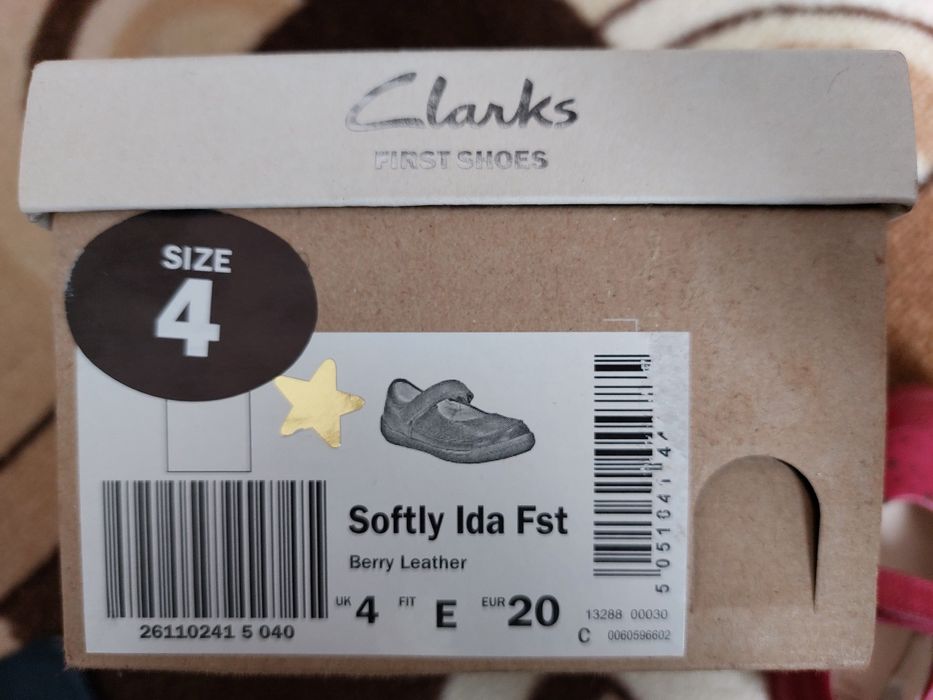 Clarks
FIRST SHOES
SIZE
4
Softly Ida Fst
Berry Leather
UK 4 FIT E EUR 20
26110241 5 040
13288 00030
C 0060596602